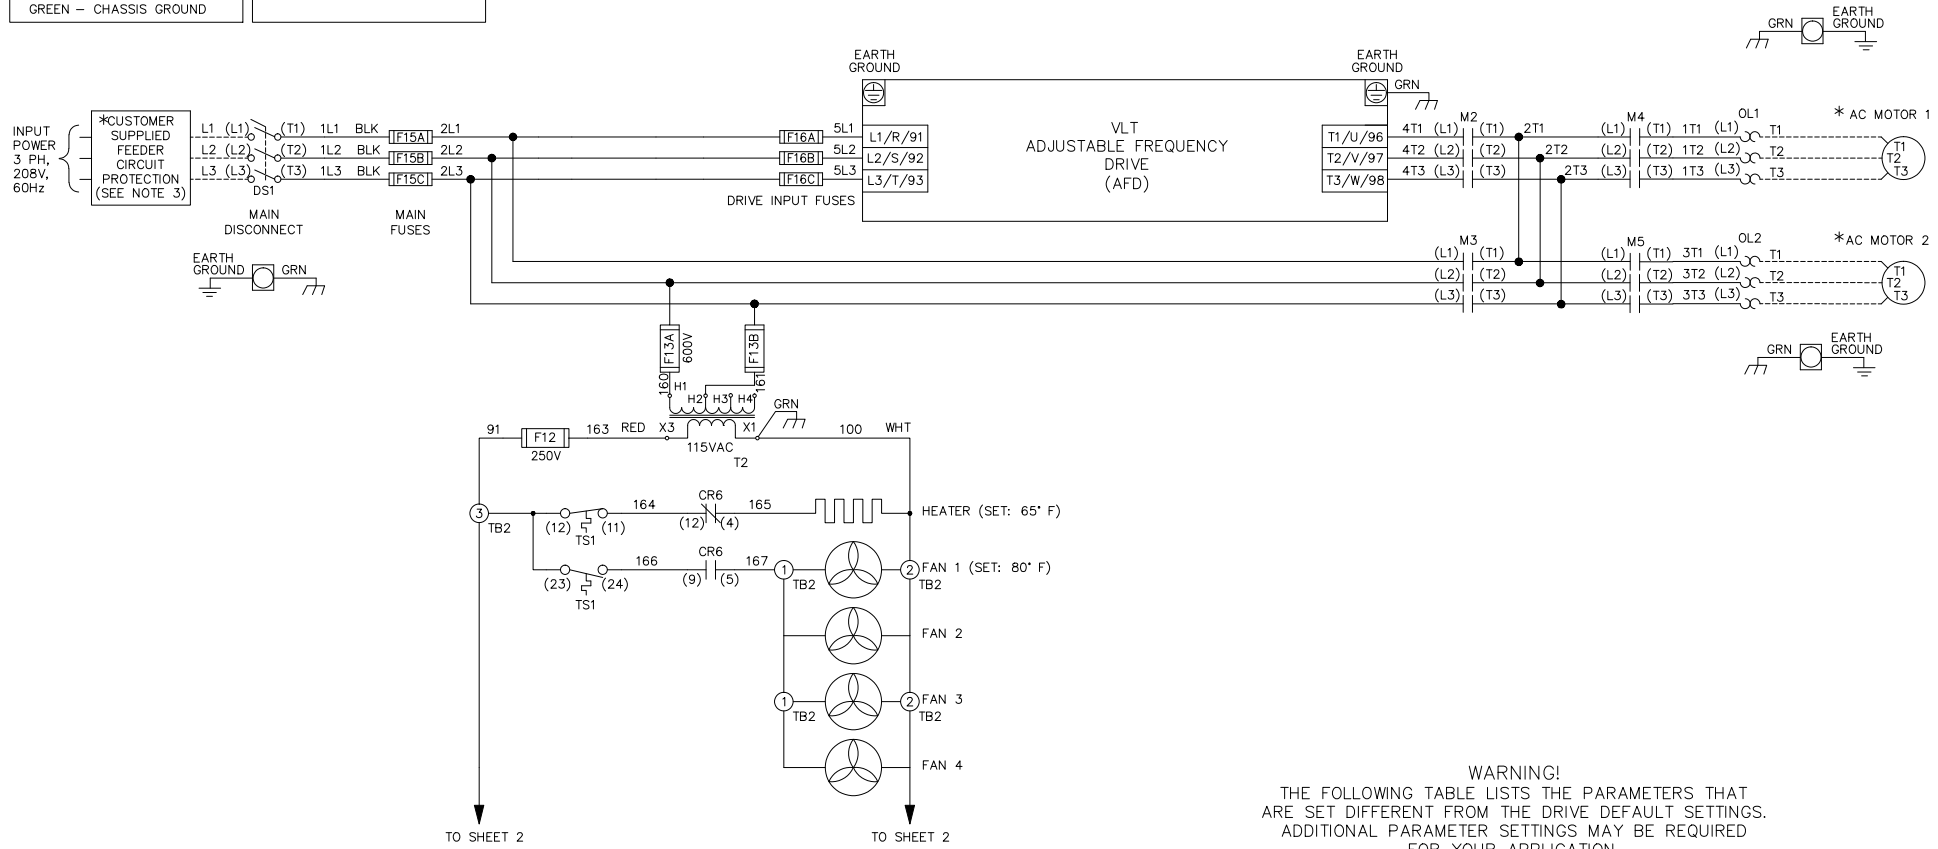 GREEN – CHASSIS GROUND
EARTH
GROUND
GRN
EARTH
GROUND
EARTH
GROUND
GRN
INPUT
POWER
3 PH,
208V,
60Hz
*CUSTOMER
SUPPLIED
FEEDER
CIRCUIT
PROTECTION
(SEE NOTE 3)
L1 (L1) (T1) 1L1 BLK F15A 2L1
L2 (L2) (T2) 1L2 BLK F15B 2L2
L3 (L3) (T3) 1L3 BLK F15C 2L3
DS1
MAIN
DISCONNECT
MAIN
FUSES
F16A 5L1 L1/R/91
F16B 5L2 L2/S/92
F16C 5L3 L3/T/93
DRIVE INPUT FUSES
VLT
ADJUSTABLE FREQUENCY
DRIVE
(AFD)
M2
M4
OL1
* AC MOTOR 1
T1/U/96 4T1 (L1) (T1) 2T1 (L1) (T1) 1T1 (L1) T1 T1
T2/V/97 4T2 (L2) (T2) 2T2 (L2) (T2) 1T2 (L2) T2 T2
T3/W/98 4T3 (L3) (T3) 2T3 (L3) (T3) 1T3 (L3) T3 T3
EARTH
GROUND
GRN
M3
M5
OL2
*AC MOTOR 2
(L1) (T1) (L1) (T1) 3T1 (L1) T1 T1
(L2) (T2) (L2) (T2) 3T2 (L2) T2 T2
(L3) (T3) (L3) (T3) 3T3 (L3) T3 T3
EARTH
GROUND
GRN
F13A
600V
F13B
160
161
H1
H2 H3 H4
GRN
91 F12 163 RED X3 X1 100 WHT
250V
115VAC
T2
3
TB2
164 CR6 165
(12) (11) (12) (4)
TS1
HEATER (SET: 65° F)
166 CR6 167
(23) (24) (9) (5)
TS1
1 2
TB2 TB2
FAN 1 (SET: 80° F)
FAN 2
1 2
FAN 3
TB2 TB2
FAN 4
TO SHEET 2
TO SHEET 2
WARNING!
THE FOLLOWING TABLE LISTS THE PARAMETERS THAT
ARE SET DIFFERENT FROM THE DRIVE DEFAULT SETTINGS.
ADDITIONAL PARAMETER SETTINGS MAY BE REQUIRED
FOR YOUR APPLICATION